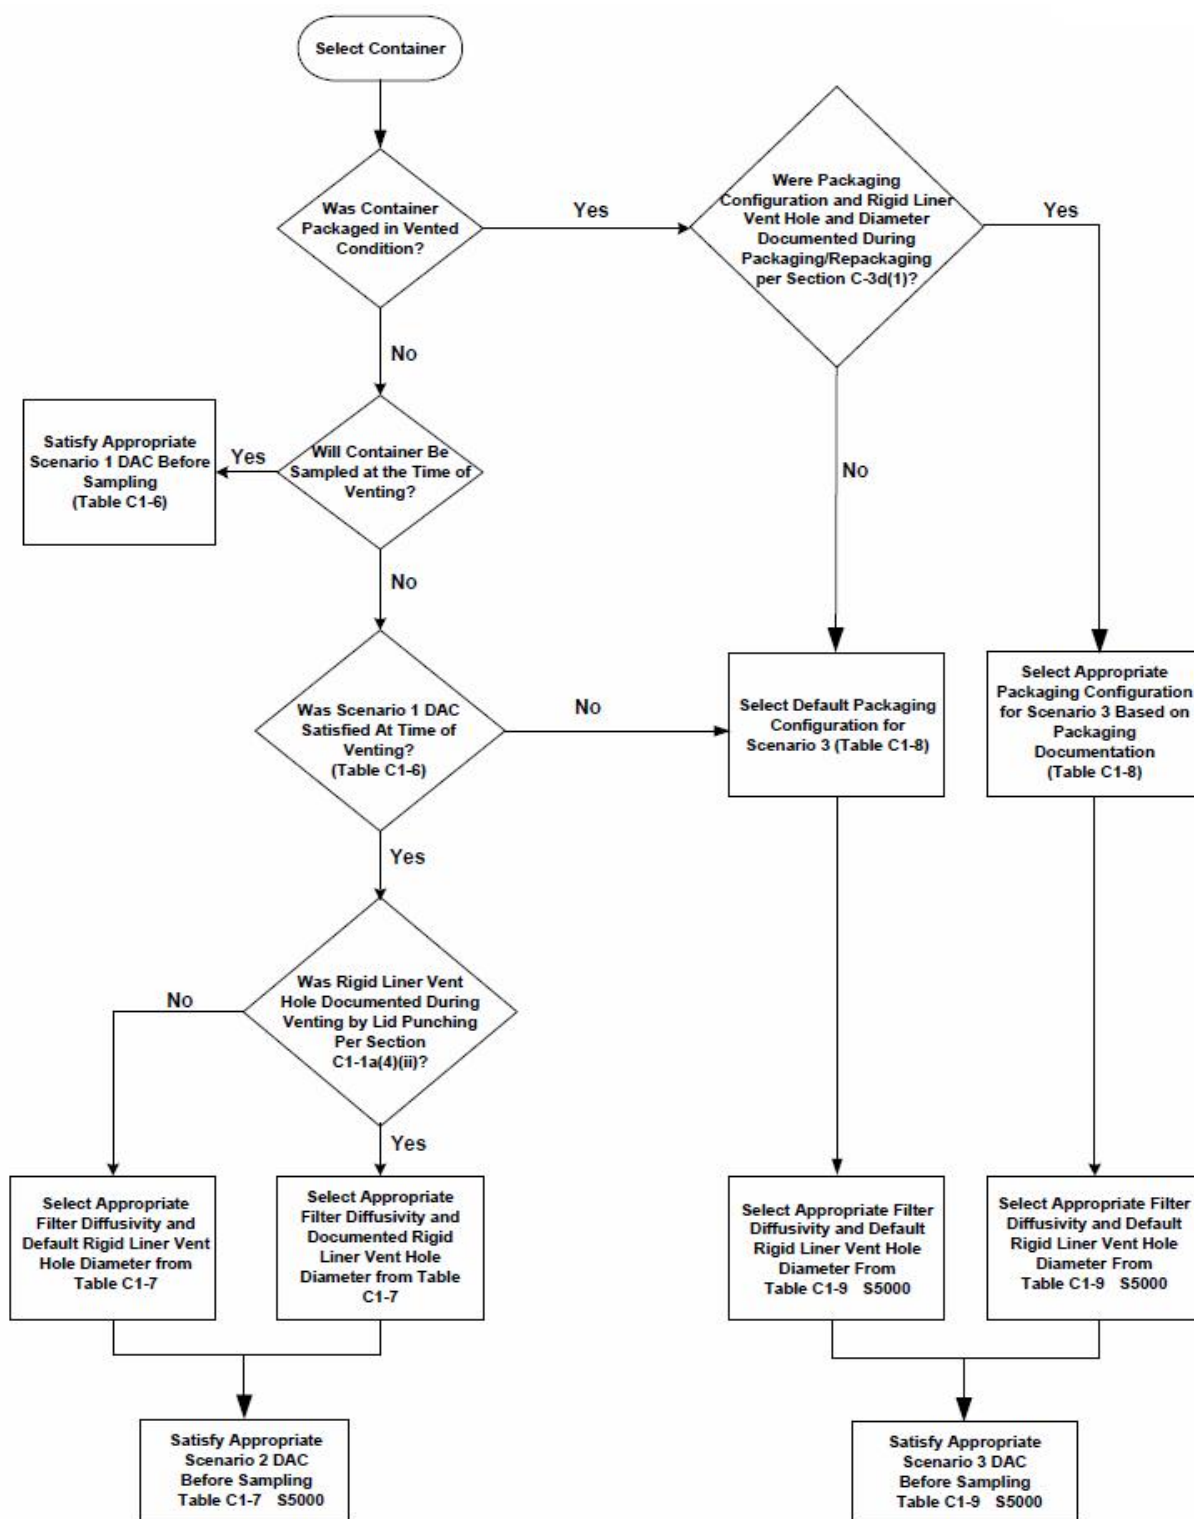 Select Container
Was Container
Packaged in Vented
Condition?
Yes
Were Packaging
Configuration and Rigid Liner
Vent Hole and Diameter
Documented During
Packaging/Repackaging
per Section C-3d(1)?
Yes
No
No
Satisfy Appropriate
Scenario 1 DAC Before
Sampling
(Table C1-6)
Yes
Will Container Be
Sampled at the Time of
Venting?
No
Was Scenario 1 DAC
Satisfied At Time of
Venting?
(Table C1-6)
No
Select Default Packaging
Configuration for
Scenario 3 (Table C1-8)
Select Appropriate
Packaging Configuration
for Scenario 3 Based on
Packaging
Documentation
(Table C1-8)
Yes
Was Rigid Liner Vent
Hole Documented During
Venting by Lid Punching
Per Section
C1-1a(4)(ii)?
No
Yes
Select Appropriate
Filter Diffusivity and
Default Rigid Liner Vent
Hole Diameter from
Table C1-7
Select Appropriate
Filter Diffusivity and
Documented Rigid
Liner Vent Hole
Diameter from Table
C1-7
Select Appropriate Filter
Diffusivity and Default
Rigid Liner Vent Hole
Diameter From
Table C1-9 S5000
Select Appropriate Filter
Diffusivity and Default
Rigid Liner Vent Hole
Diameter From
Table C1-9 S5000
Satisfy Appropriate
Scenario 2 DAC
Before Sampling
Table C1-7 S5000
Satisfy Appropriate
Scenario 3 DAC
Before Sampling
Table C1-9 S5000